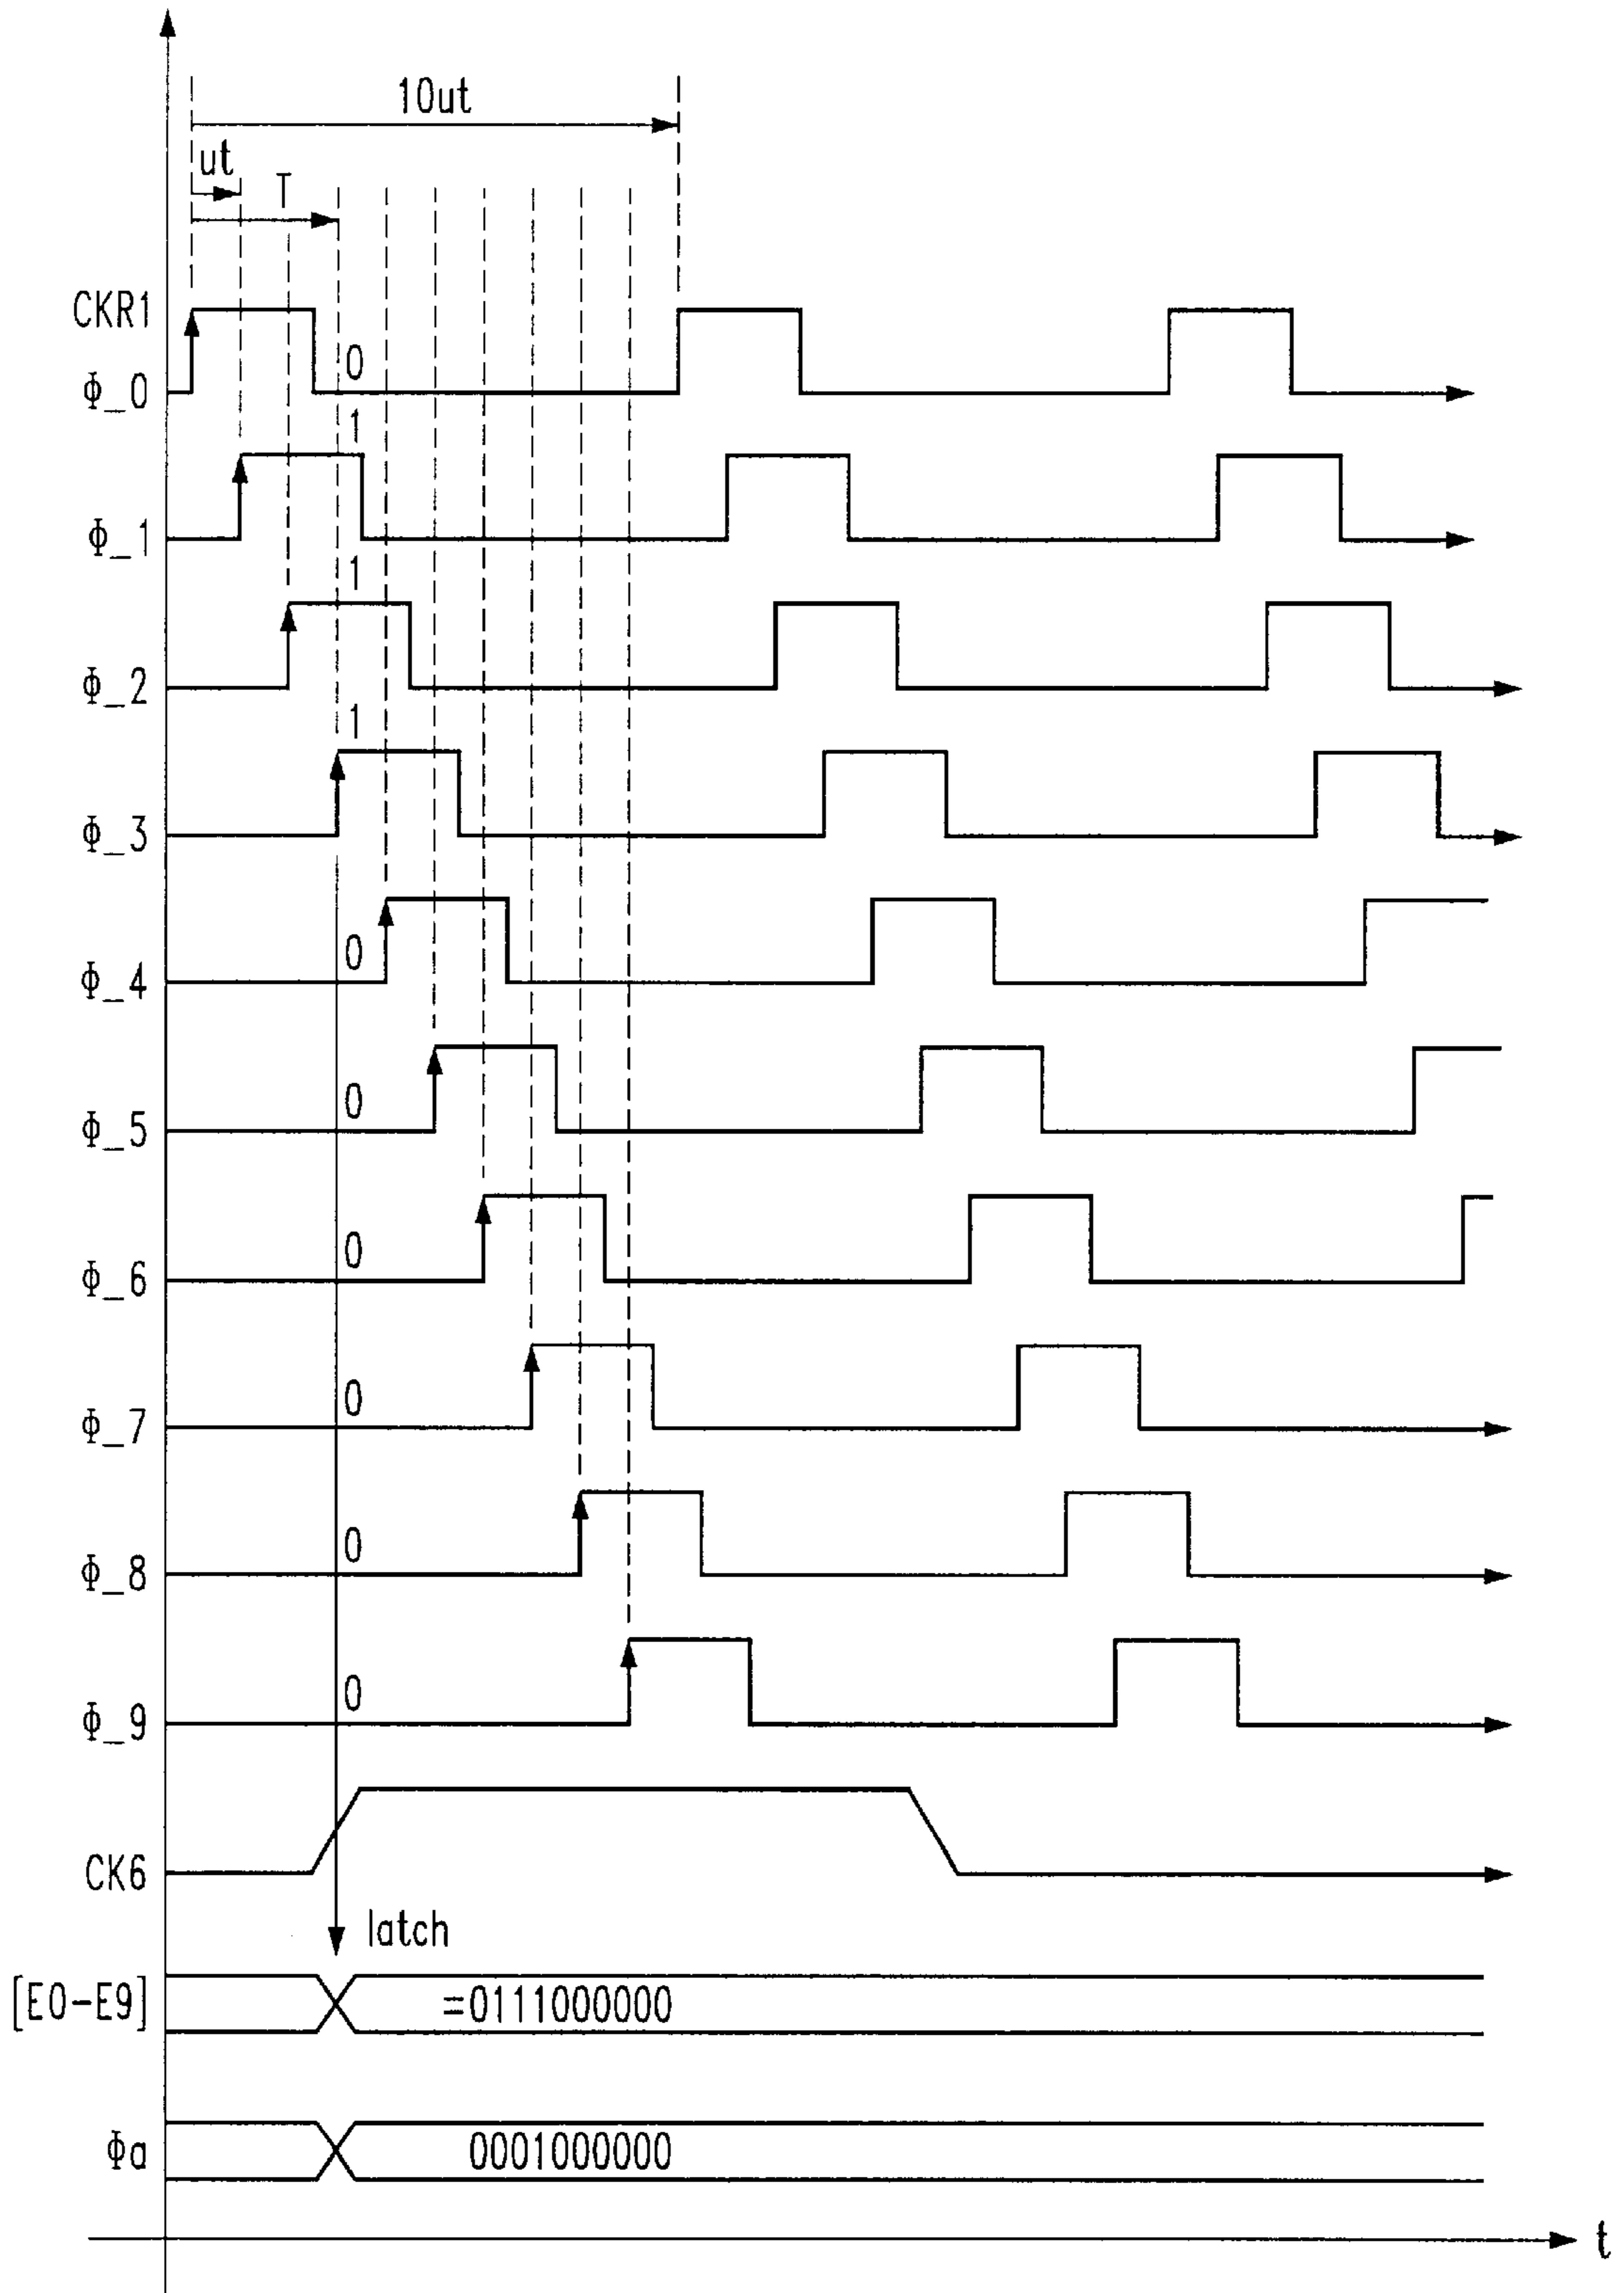 10ut
ut
T
CKR1
0
Φ_0
1
Φ_1
1
Φ_2
1
Φ_3
0
Φ_4
0
Φ_5
0
Φ_6
0
Φ_7
0
Φ_8
0
Φ_9
CK6
latch
[E0-E9] =0111000000
Φa 0001000000
t